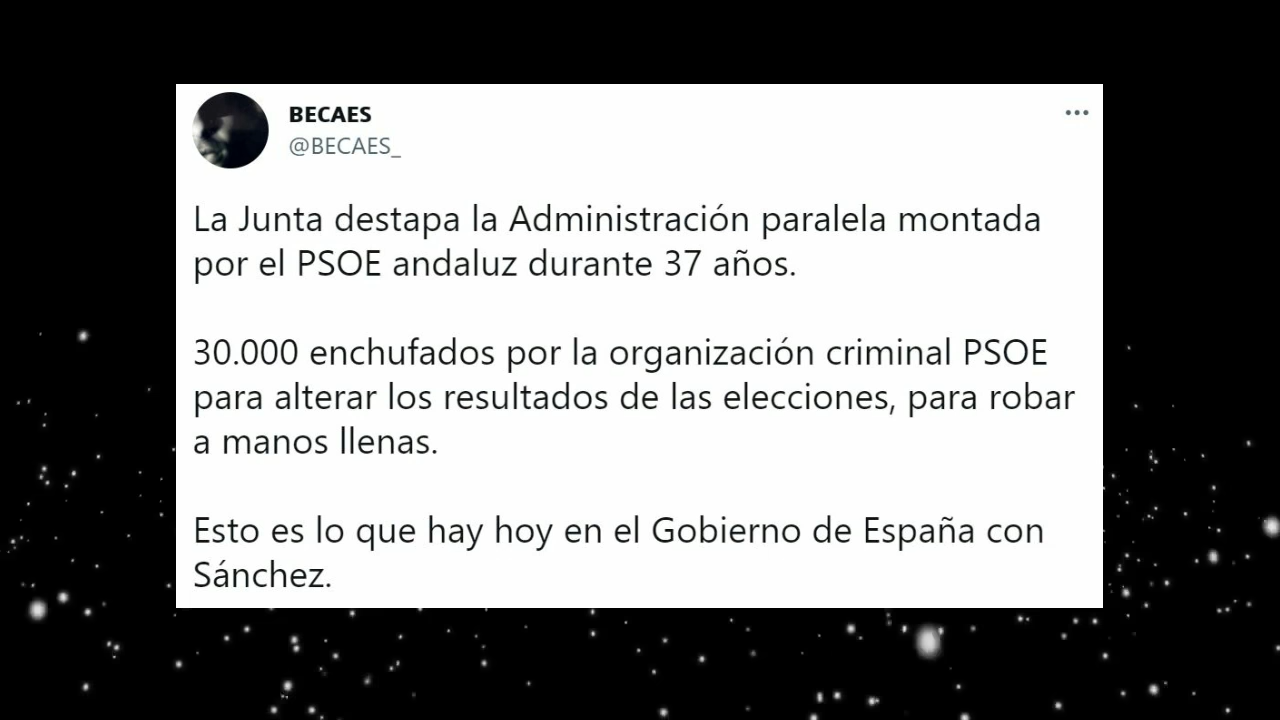 BECAES
@BECAES_
La Junta destapa la Administración paralela montada
por el PSOE andaluz durante 37 años.
30.000 enchufados por la organización criminal PSOE
para alterar los resultados de las elecciones, para robar
a manos llenas.
Esto es lo que hay hoy en el Gobierno de España con
Sánchez.